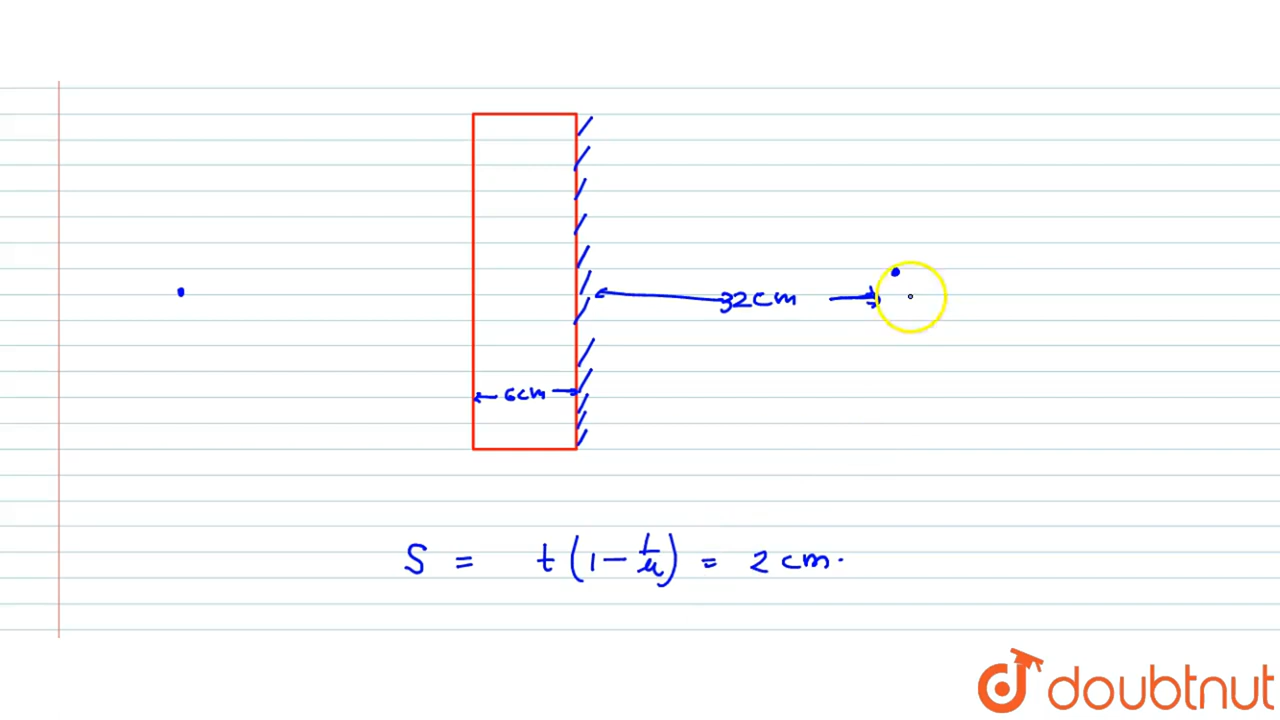 32cm
6cm
S = t(1-1/μ) = 2 cm.
doubtnut